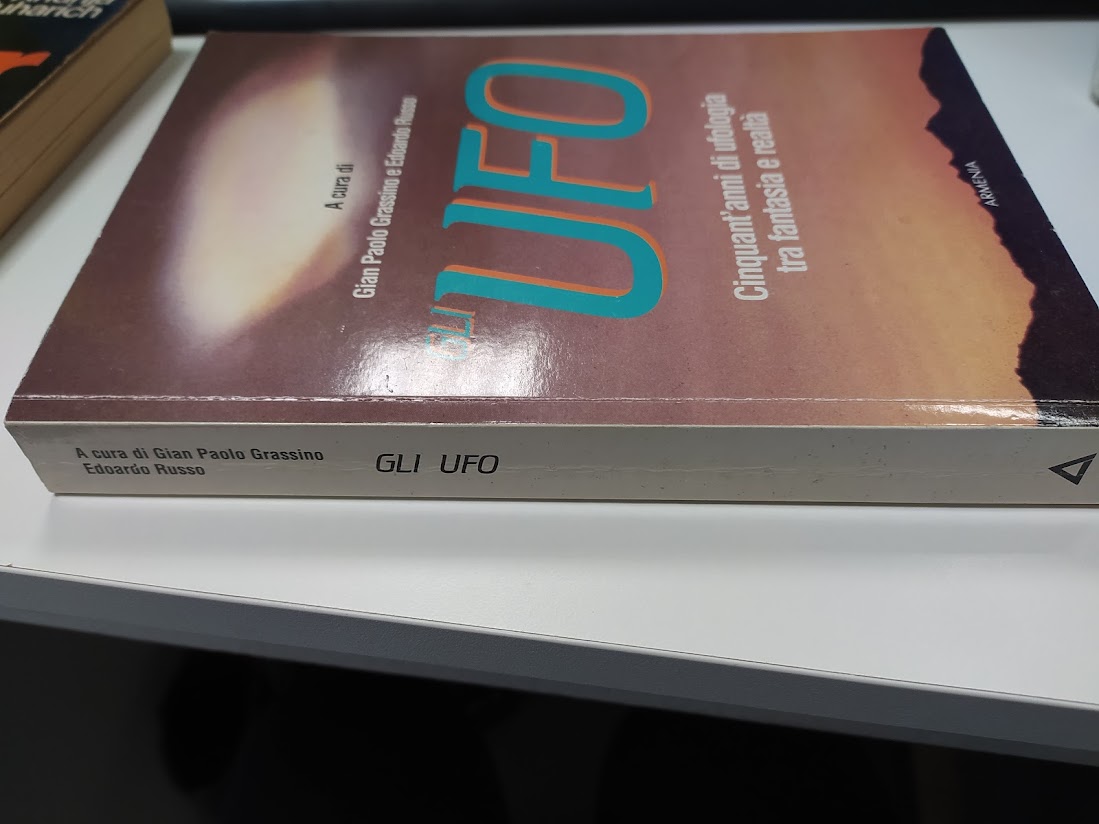 A cura di
Gian Paolo Grassino e Edoardo Russo
GLI UFO
Cinquant'anni di ufologia
tra fantasia e realtà
ARMENIA
A cura di Gian Paolo Grassino
Edoardo Russo
GLI UFO